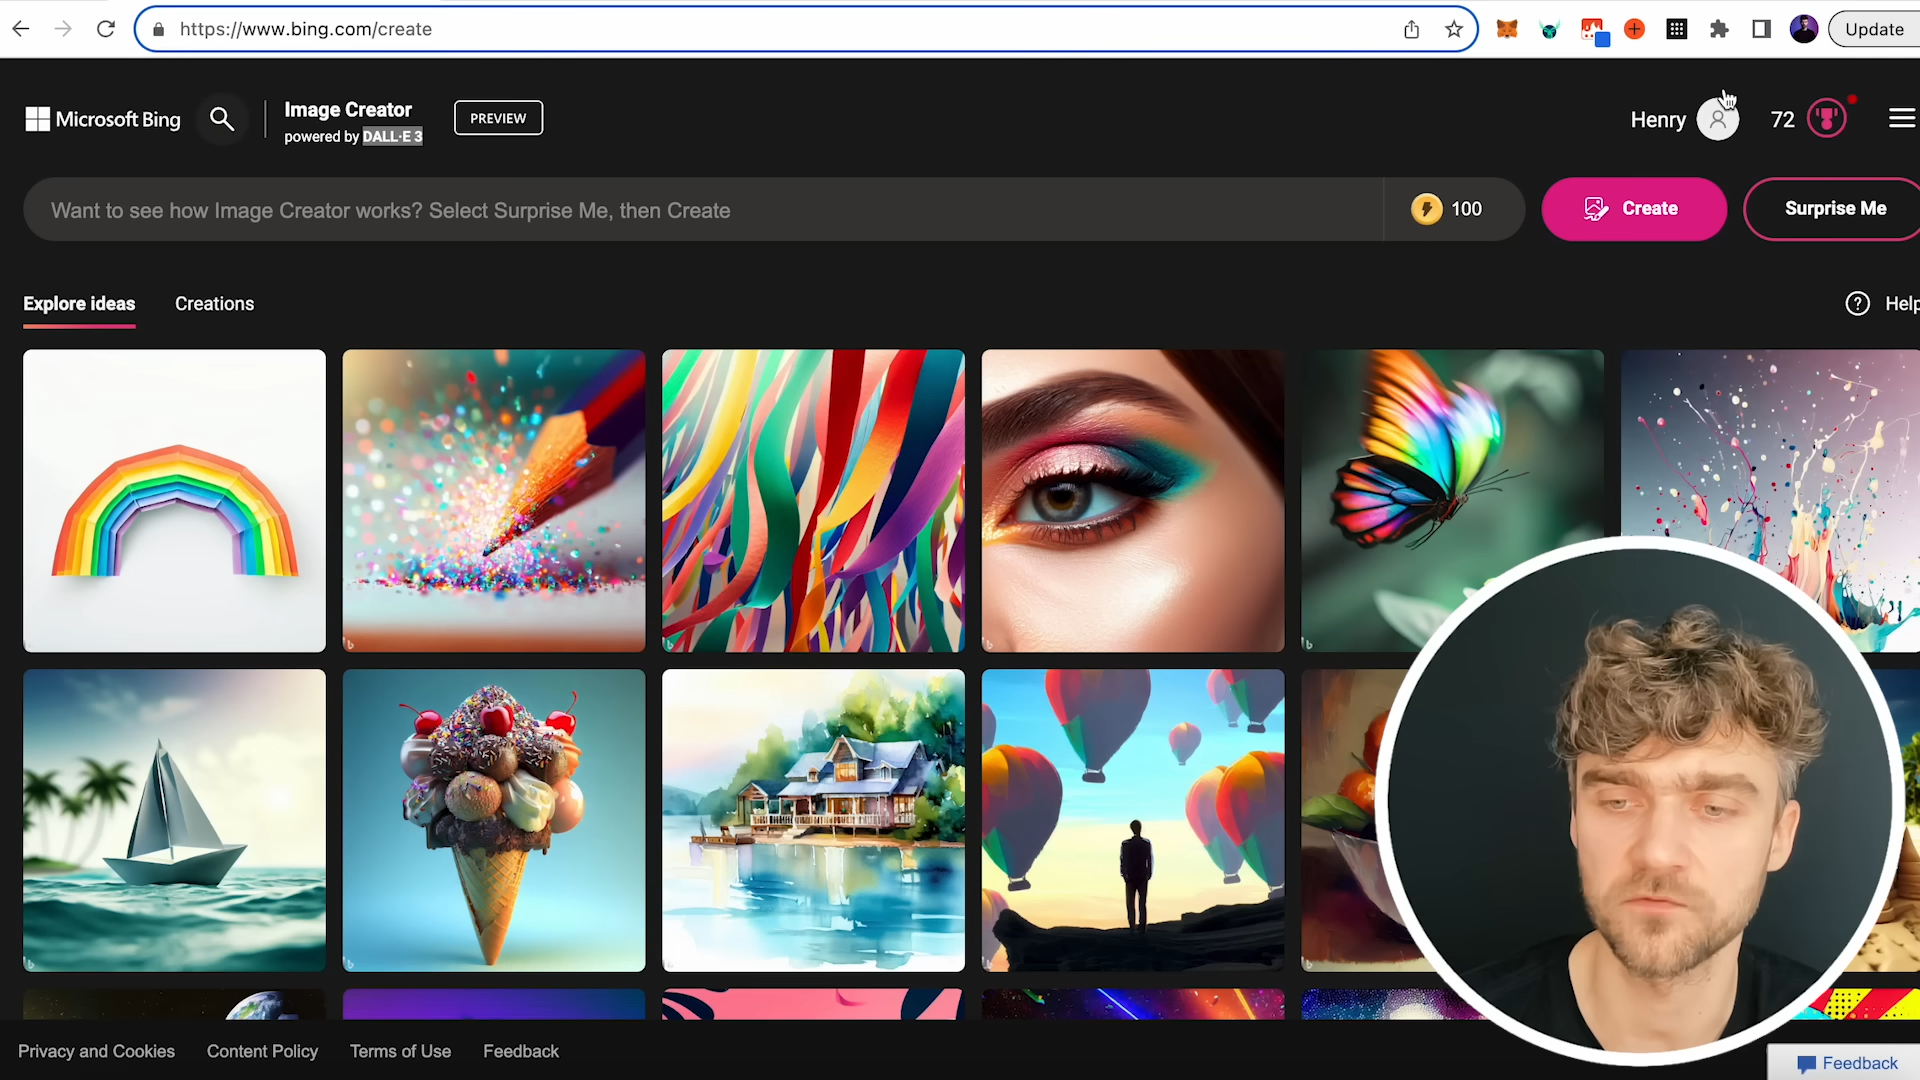 https://www.bing.com/create
Update
Microsoft Bing
Image Creator
powered by DALL·E 3
PREVIEW
Henry
72
Want to see how Image Creator works? Select Surprise Me, then Create
100
Create
Surprise Me
Explore ideas
Creations
Help
Privacy and Cookies
Content Policy
Terms of Use
Feedback
Feedback